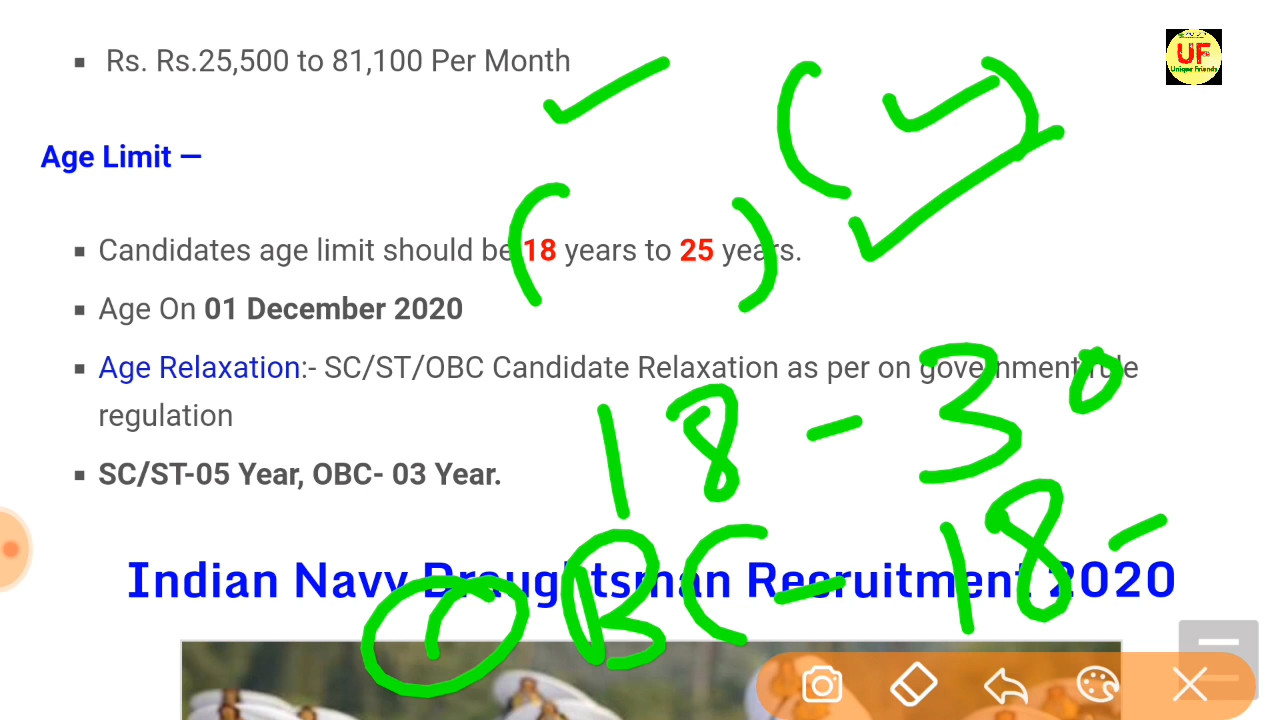 Rs. Rs.25,500 to 81,100 Per Month
UF
Unique Friends
Age Limit –
Candidates age limit should be 18 years to 25 years.
Age On 01 December 2020
Age Relaxation:- SC/ST/OBC Candidate Relaxation as per on government rule
regulation
18 - 30
SC/ST-05 Year, OBC- 03 Year.
OBC - 18 -
Indian Navy Draughtsman Recruitment 2020